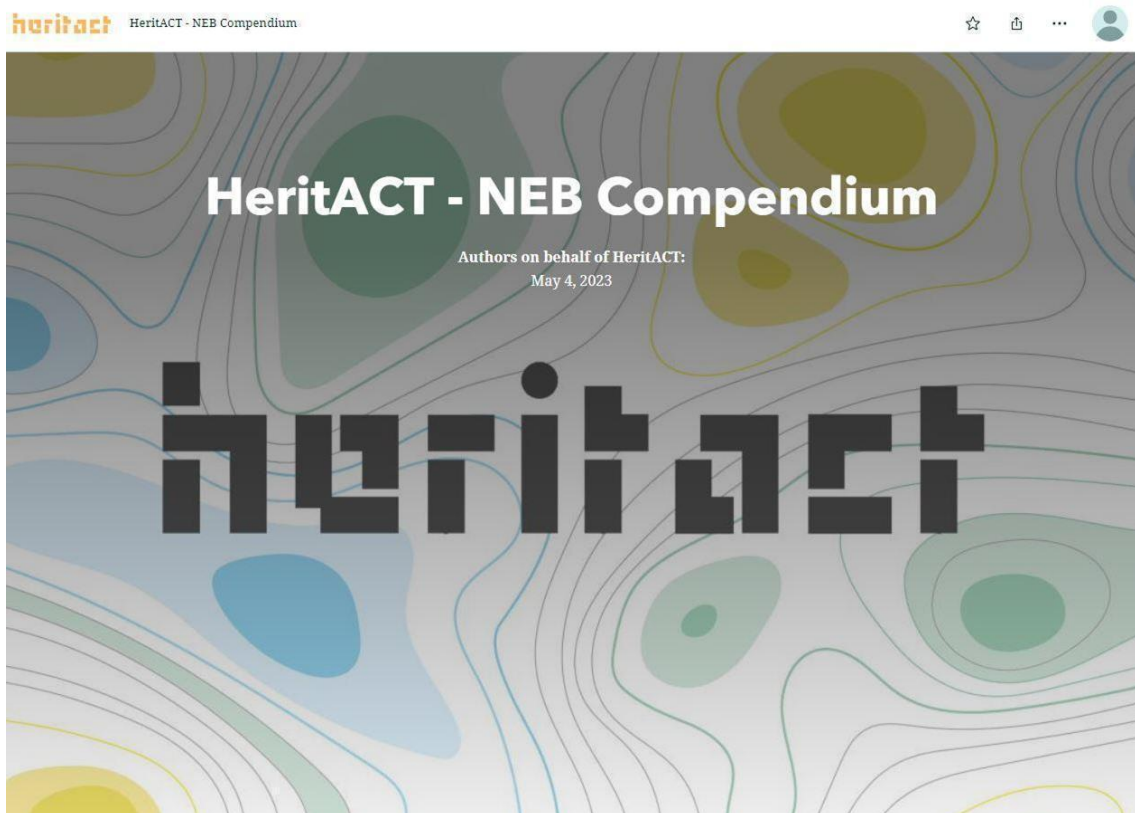 heritact HeritACT - NEB Compendium
HeritACT - NEB Compendium
Authors on behalf of HeritACT:
May 4, 2023
heritact